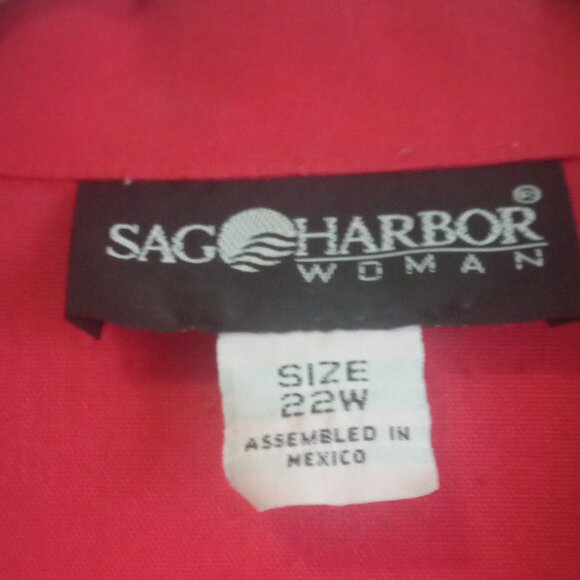 SAG HARBOR®
WOMAN
SIZE
22W
ASSEMBLED IN
MEXICO